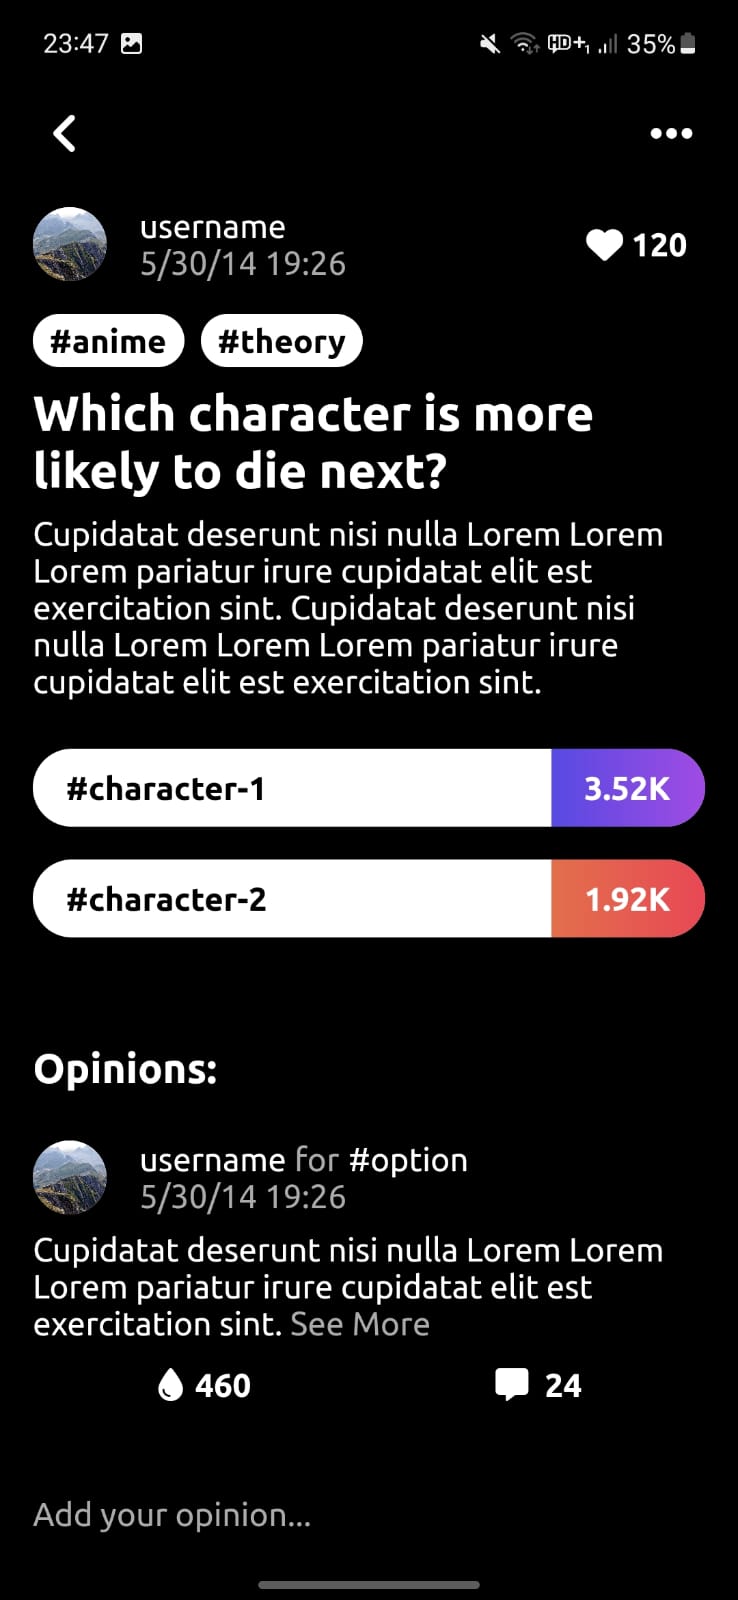 23:47 HD+1 35%
username
5/30/14 19:26
120
#anime #theory
Which character is more
likely to die next?
Cupidatat deserunt nisi nulla Lorem Lorem
Lorem pariatur irure cupidatat elit est
exercitation sint. Cupidatat deserunt nisi
nulla Lorem Lorem Lorem pariatur irure
cupidatat elit est exercitation sint.
#character-1 3.52K
#character-2 1.92K
Opinions:
username for #option
5/30/14 19:26
Cupidatat deserunt nisi nulla Lorem Lorem
Lorem pariatur irure cupidatat elit est
exercitation sint. See More
460 24
Add your opinion...